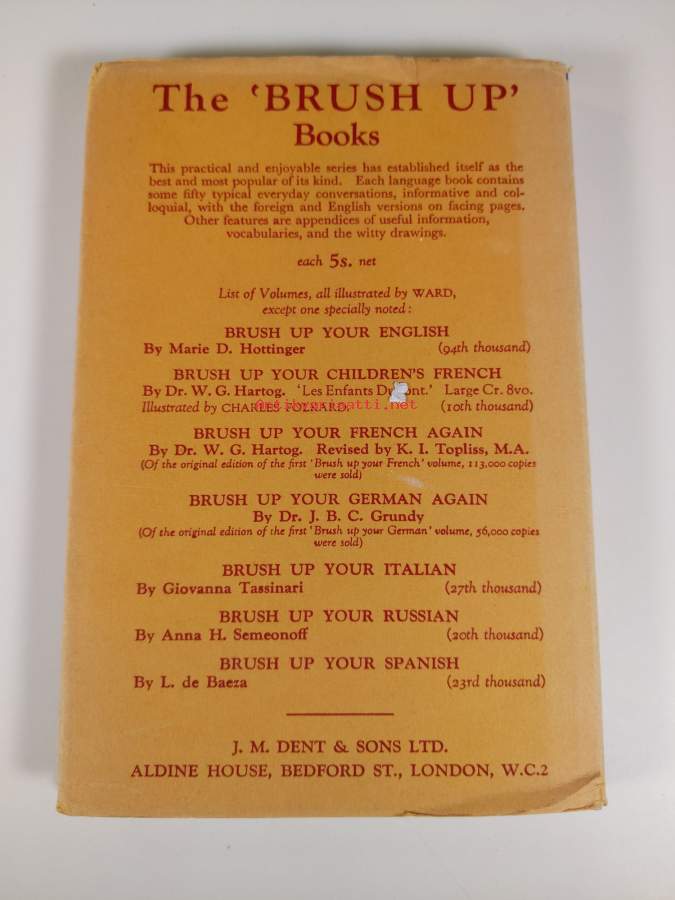 The 'BRUSH UP'
Books
This practical and enjoyable series has established itself as the
best and most popular of its kind. Each language book contains
some fifty typical everyday conversations, informative and col-
loquial, with the foreign and English versions on facing pages.
Other features are appendices of useful information,
vocabularies, and the witty drawings.
each 5s. net
List of Volumes, all illustrated by WARD,
except one specially noted:
BRUSH UP YOUR ENGLISH
By Marie D. Hottinger (94th thousand)
BRUSH UP YOUR CHILDREN'S FRENCH
By Dr. W. G. Hartog. 'Les Enfants Large Cr. 8vo.
Illustrated by CHARLES (10th thousand)
BRUSH UP YOUR FRENCH AGAIN
By Dr. W. G. Hartog. Revised by K. I. Topliss, M.A.
(Of the original edition of the first 'Brush up your French' volume, 113,000 copies
were sold)
BRUSH UP YOUR GERMAN AGAIN
By Dr. J. B. C. Grundy
(Of the original edition of the first 'Brush up your German' volume, 56,000 copies
were sold)
BRUSH UP YOUR ITALIAN
By Giovanna Tassinari (27th thousand)
BRUSH UP YOUR RUSSIAN
By Anna H. Semeonoff (20th thousand)
BRUSH UP YOUR SPANISH
By L. de Baeza (23rd thousand)
J. M. DENT & SONS LTD.
ALDINE HOUSE, BEDFORD ST., LONDON, W.C.2